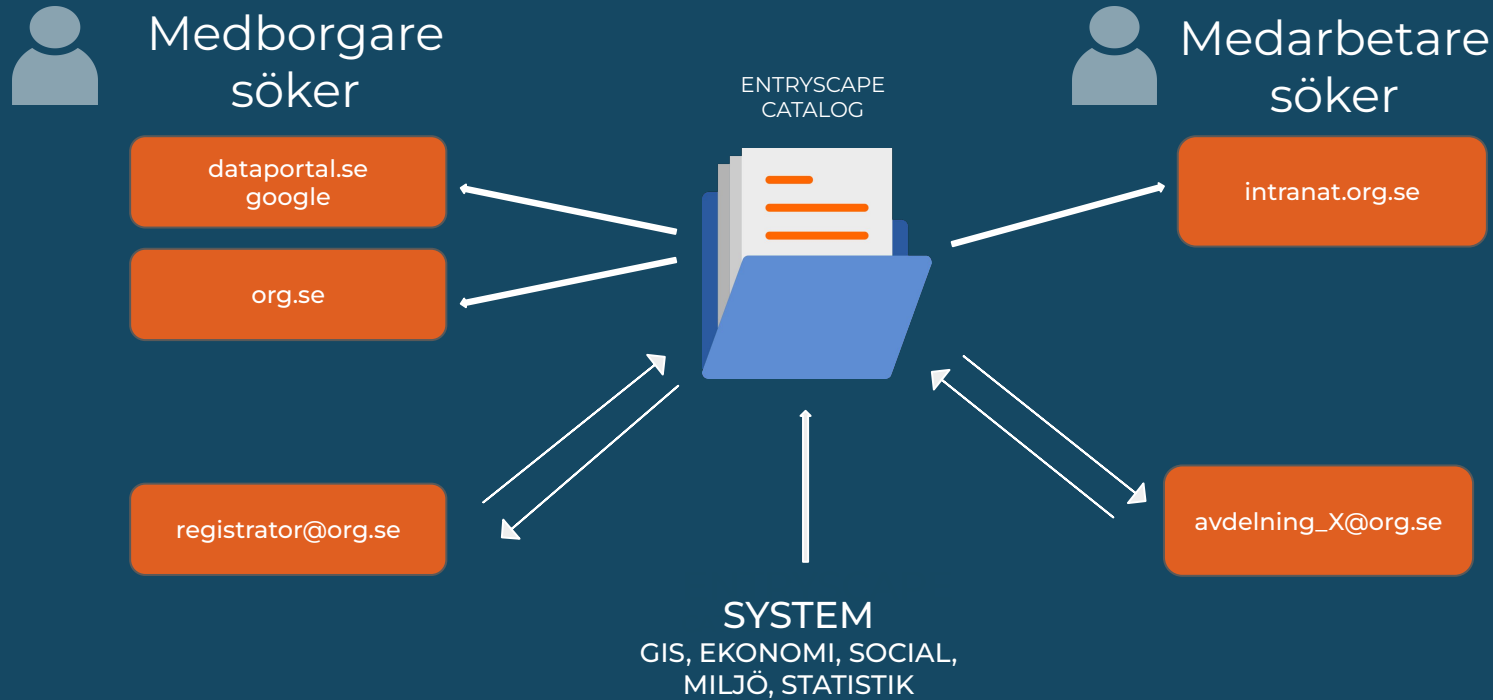 Medborgare
söker
ENTRYSCAPE
CATALOG
Medarbetare
söker
dataportal.se
google
intranat.org.se
org.se
registrator@org.se
avdelning_X@org.se
SYSTEM
GIS, EKONOMI, SOCIAL,
MILJÖ, STATISTIK